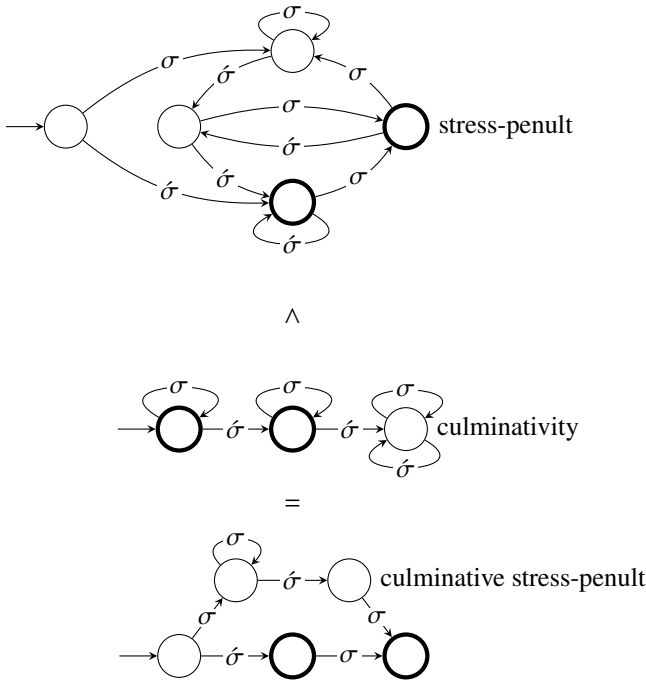 σ
σ σ́ σ
σ
σ́ stress-penult
σ́ σ́ σ
σ́
∧
σ σ σ
σ́ σ́ culminativity
σ́
=
σ
σ́ culminative stress-penult
σ σ
σ́ σ